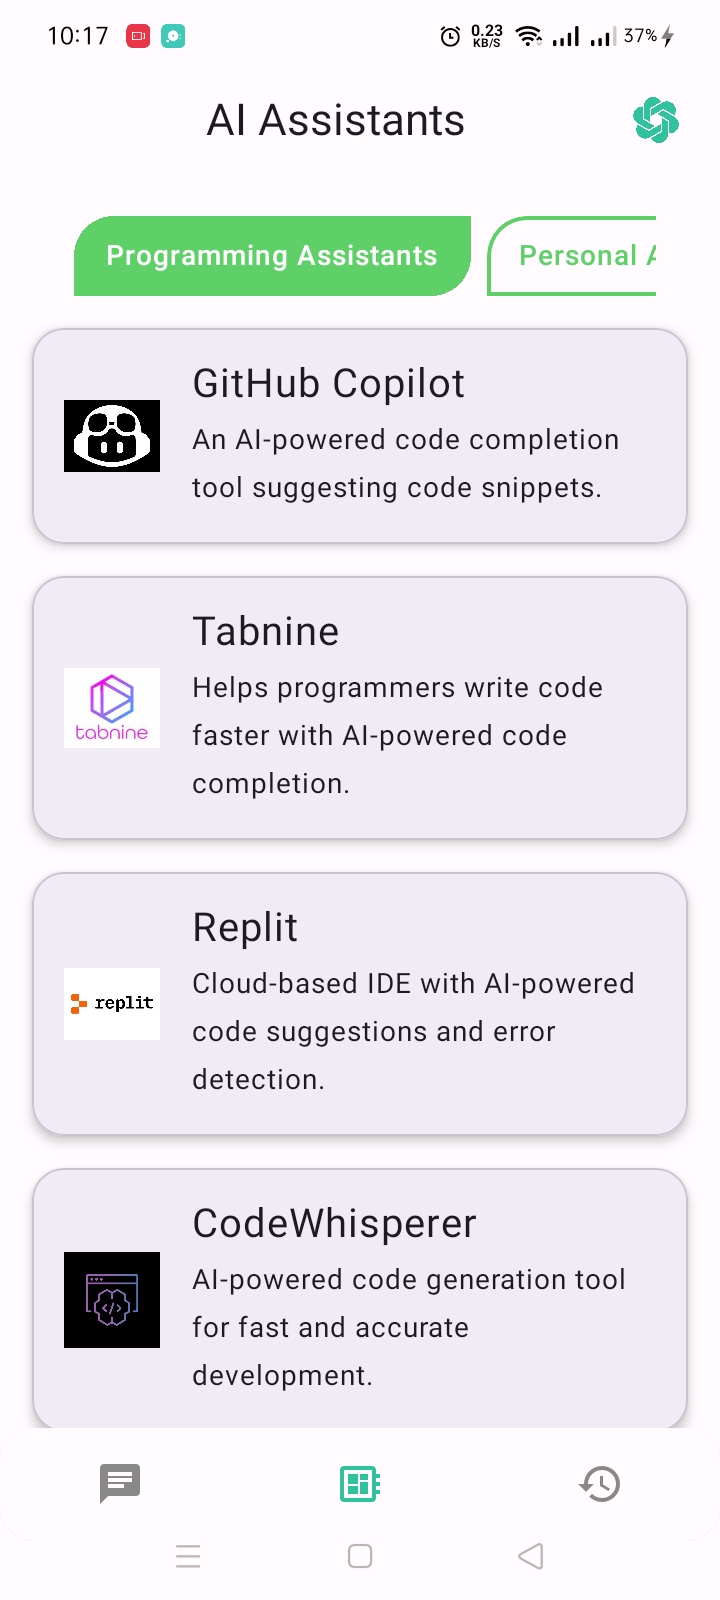 10:17
0.23
KB/S
37%
AI Assistants
Programming Assistants
Personal A
GitHub Copilot
An AI-powered code completion
tool suggesting code snippets.
tabnine
Tabnine
Helps programmers write code
faster with AI-powered code
completion.
replit
Replit
Cloud-based IDE with AI-powered
code suggestions and error
detection.
</>
CodeWhisperer
AI-powered code generation tool
for fast and accurate
development.